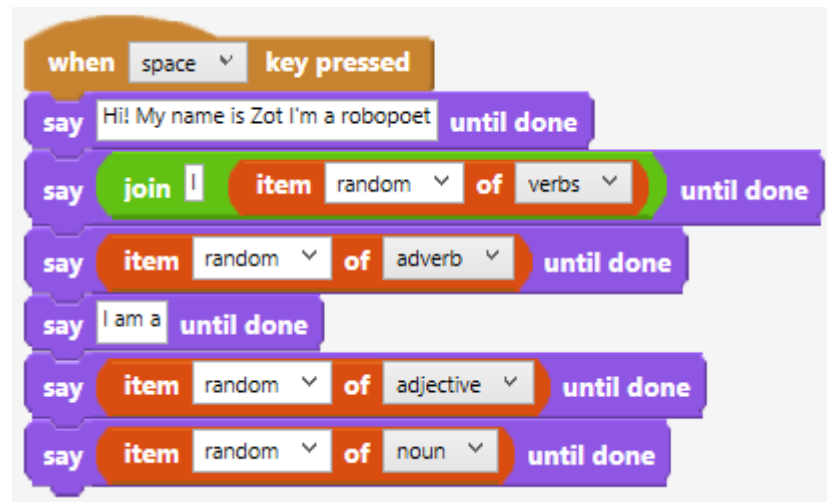 when space key pressed
say Hi! My name is Zot I'm a robopoet until done
say join I item random of verbs until done
say item random of adverb until done
say I am a until done
say item random of adjective until done
say item random of noun until done